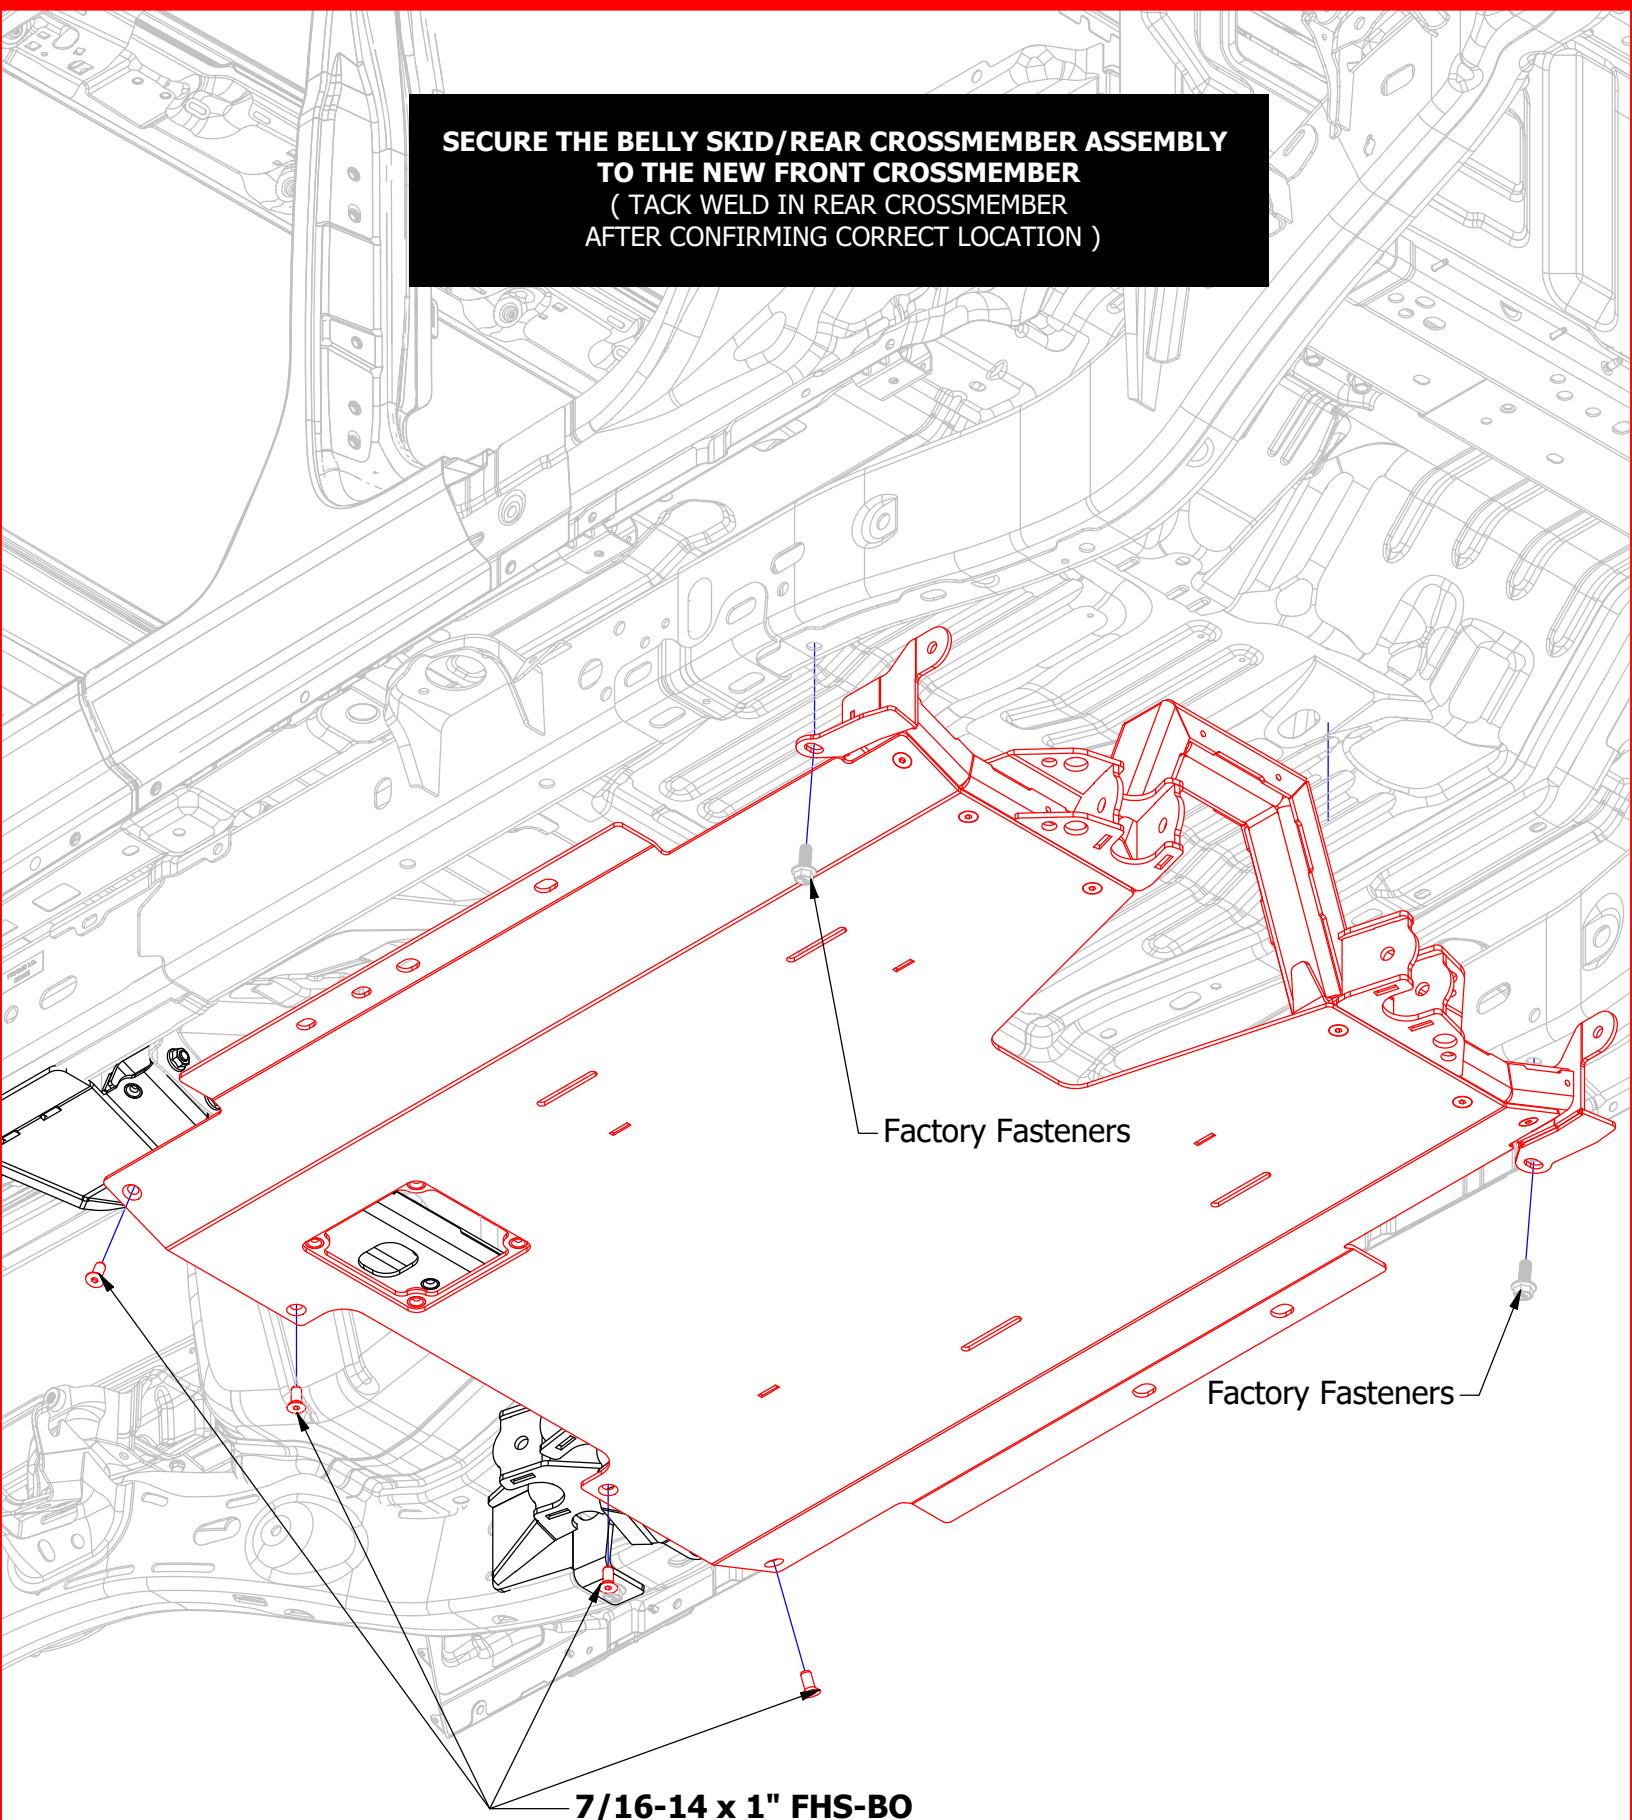 SECURE THE BELLY SKID/REAR CROSSMEMBER ASSEMBLY
TO THE NEW FRONT CROSSMEMBER
( TACK WELD IN REAR CROSSMEMBER
AFTER CONFIRMING CORRECT LOCATION )
Factory Fasteners
Factory Fasteners
7/16-14 x 1" FHS-BO